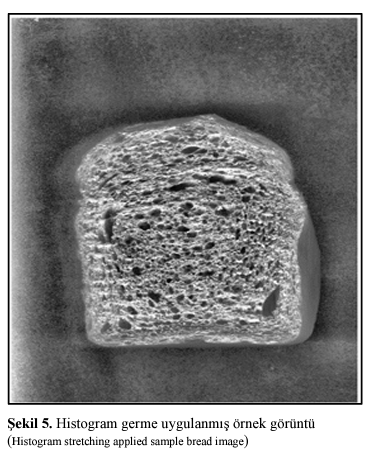 Şekil 5. Histogram germe uygulanmış örnek görüntü
(Histogram stretching applied sample bread image)